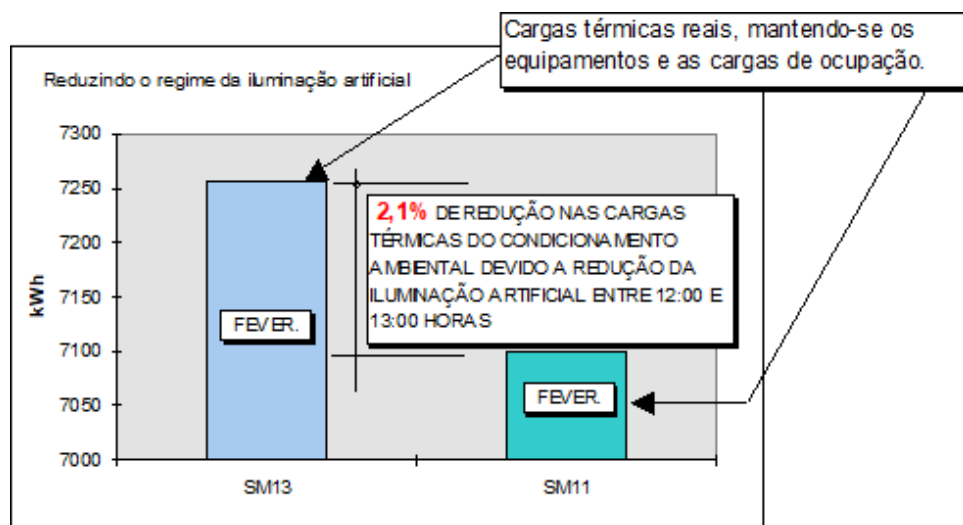 Cargas térmicas reais, mantendo-se os
equipamentos e as cargas de ocupação.
Reduzindo o regime da iluminação artificial
7300
7250
7200
7150
7100
7050
7000
kWh
2,1% DE REDUÇÃO NAS CARGAS
TÉRMICAS DO CONDICIONAMENTO
AMBIENTAL DEVIDO A REDUÇÃO DA
ILUMINAÇÃO ARTIFICIAL ENTRE 12:00 E
13:00 HORAS
FEVER.
FEVER.
SM13
SM11